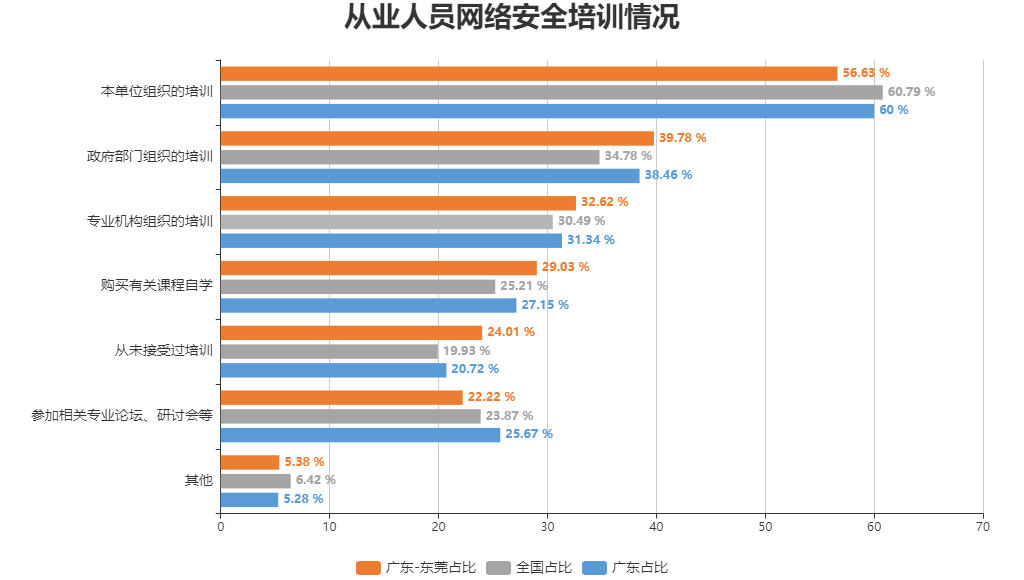 从业人员网络安全培训情况
本单位组织的培训
56.63 %
60.79 %
60 %
政府部门组织的培训
39.78 %
34.78 %
38.46 %
专业机构组织的培训
32.62 %
30.49 %
31.34 %
购买有关课程自学
29.03 %
25.21 %
27.15 %
从未接受过培训
24.01 %
19.93 %
20.72 %
参加相关专业论坛、研讨会等
22.22 %
23.87 %
25.67 %
其他
5.38 %
6.42 %
5.28 %
0 10 20 30 40 50 60 70
广东-东莞占比 全国占比 广东占比